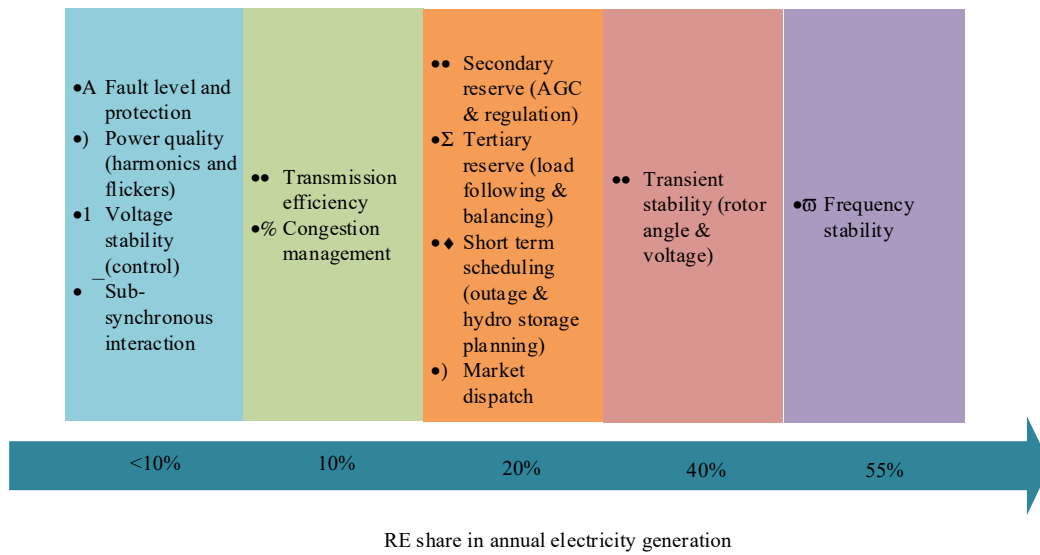 •A Fault level and
protection
•) Power quality
(harmonics and
flickers)
•1 Voltage
stability
(control)
•‾ Sub-
synchronous
interaction
•• Transmission
efficiency
•% Congestion
management
•• Secondary
reserve (AGC
& regulation)
•Σ Tertiary
reserve (load
following &
balancing)
•♦ Short term
scheduling
(outage &
hydro storage
planning)
•) Market
dispatch
•• Transient
stability (rotor
angle &
voltage)
•ϖ Frequency
stability
<10%
10%
20%
40%
55%
RE share in annual electricity generation